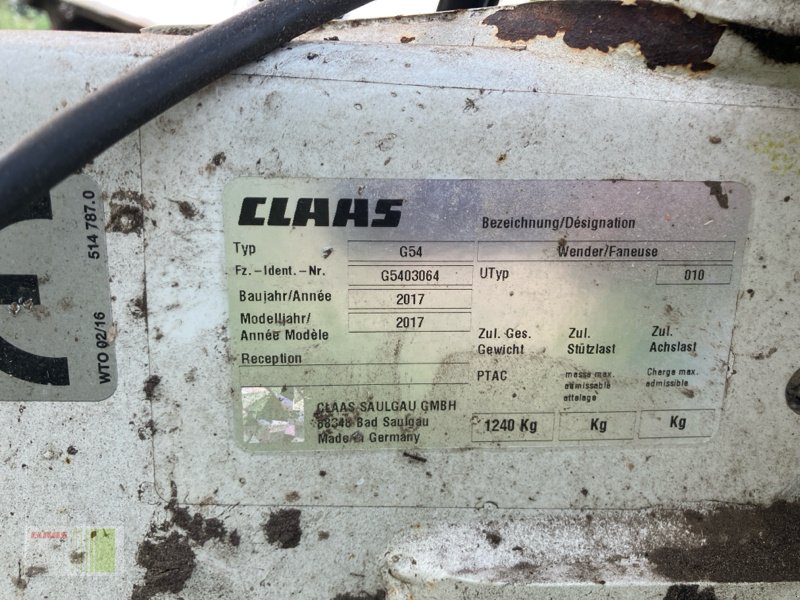 514 787.0
WTO 02/16
CLAAS
Bezeichnung/Désignation
Typ G54 Wender/Faneuse
Fz.-Ident.-Nr. G5403064 UTyp 010
Baujahr/Année 2017
Modelljahr/
Année Modèle 2017
Reception
Zul. Ges. Zul. Zul.
Gewicht Stützlast Achslast
PTAC masse max. Charge max.
admissible admissible
attelage
CLAAS SAULGAU GMBH
88348 Bad Saulgau
Made in Germany
1240 Kg Kg Kg